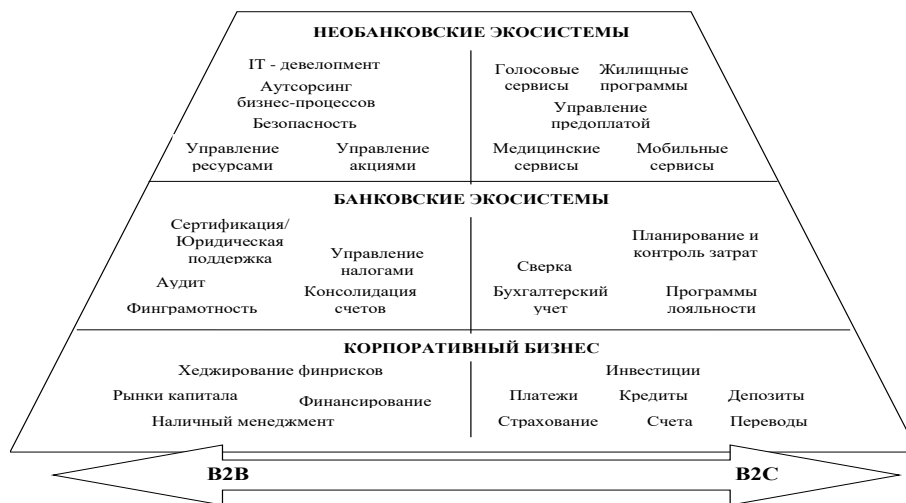 НЕОБАНКОВСКИЕ ЭКОСИСТЕМЫ
IT - девелопмент
Аутсорсинг
бизнес-процессов
Безопасность
Управление
ресурсами
Управление
акциями
Голосовые
сервисы
Жилищные
программы
Управление
предоплатой
Медицинские
сервисы
Мобильные
сервисы
БАНКОВСКИЕ ЭКОСИСТЕМЫ
Сертификация/
Юридическая
поддержка
Управление
налогами
Аудит
Финграмотность
Консолидация
счетов
Планирование и
контроль затрат
Сверка
Бухгалтерский
учет
Программы
лояльности
КОРПОРАТИВНЫЙ БИЗНЕС
Хеджирование финрисков
Рынки капитала
Финансирование
Наличный менеджмент
Инвестиции
Платежи
Кредиты
Депозиты
Страхование
Счета
Переводы
B2B
B2C